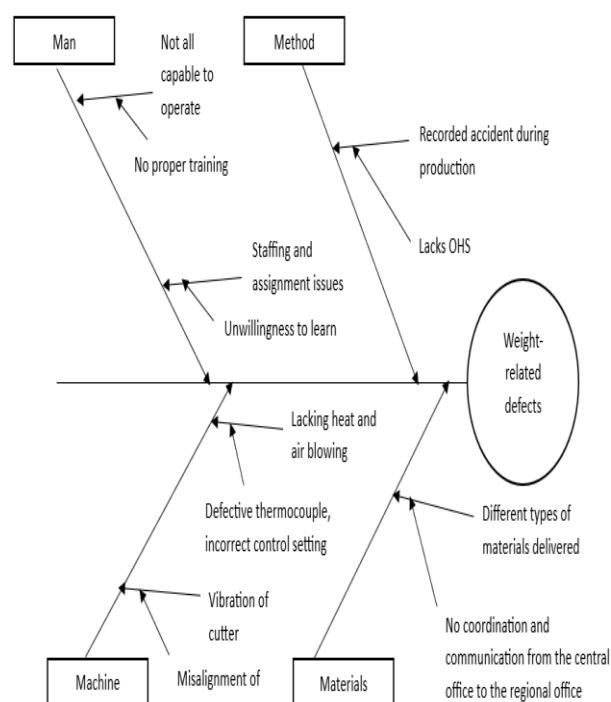 Man
Not all
capable to
operate
No proper training
Staffing and
assignment issues
Unwillingness to learn
Method
Recorded accident during
production
Lacks OHS
Weight-
related
defects
Lacking heat and
air blowing
Defective thermocouple,
incorrect control setting
Vibration of
cutter
Misalignment of
Machine
Different types of
materials delivered
No coordination and
communication from the central
office to the regional office
Materials